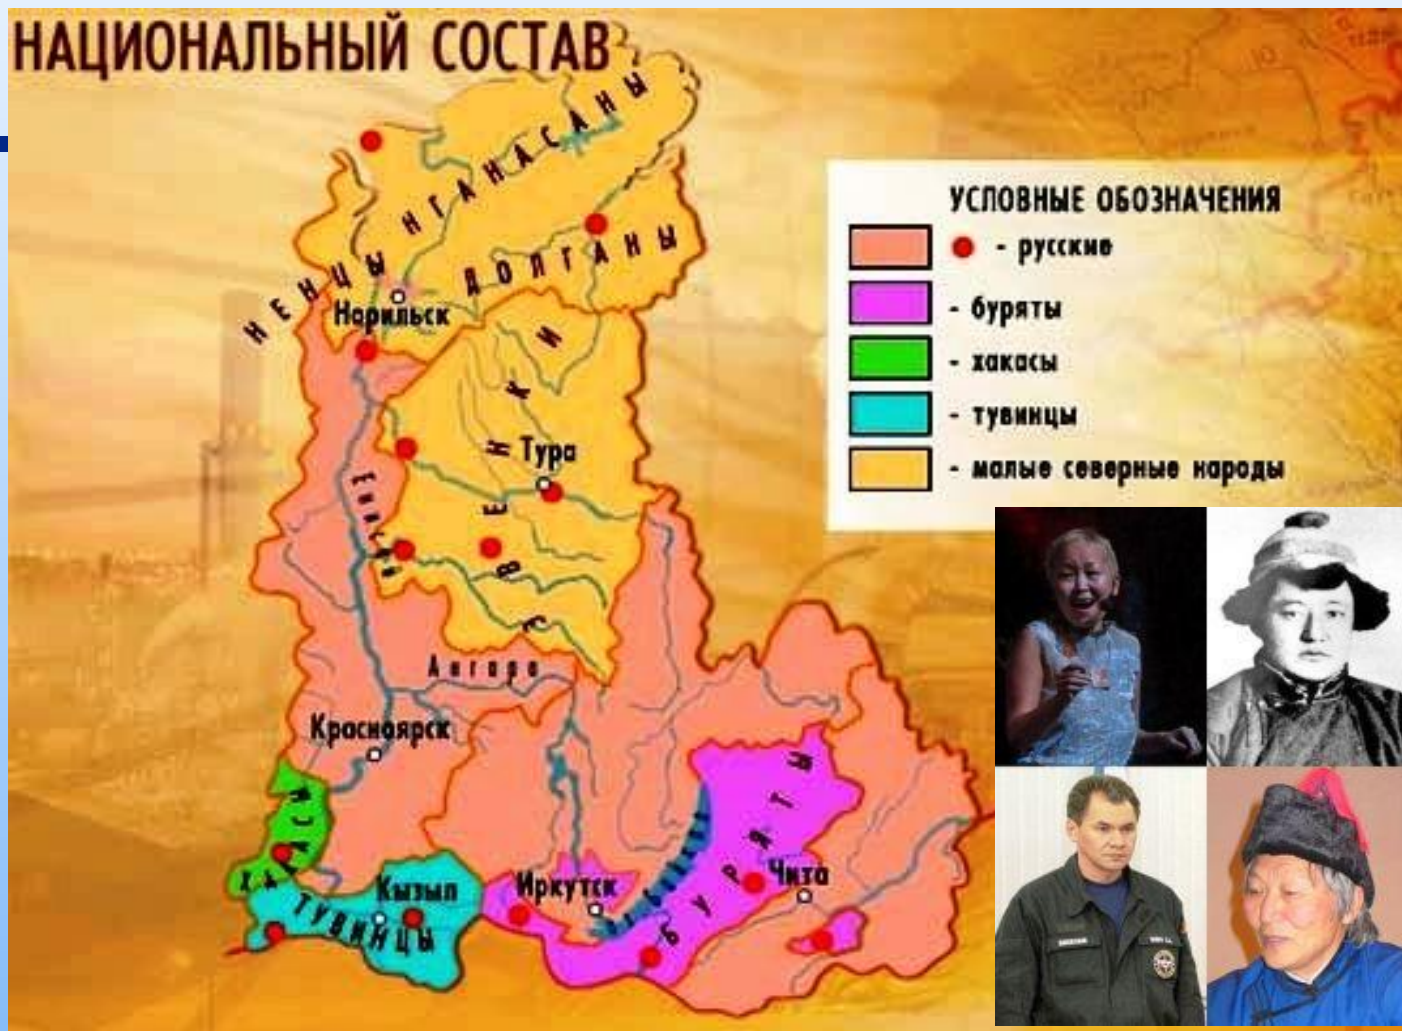 НАЦИОНАЛЬНЫЙ СОСТАВ
НГАНАСАНЫ
НЕНЦЫ
ДОЛГАНЫ
Норильск
ЭВЕНКИ
Тура
Енисей
Ангара
Красноярск
ХАКАСЫ
Кызыл
ТУВИНЦЫ
Иркутск
БУРЯТЫ
Чита
УСЛОВНЫЕ ОБОЗНАЧЕНИЯ
- русские
- буряты
- хакасы
- тувинцы
- малые северные народы